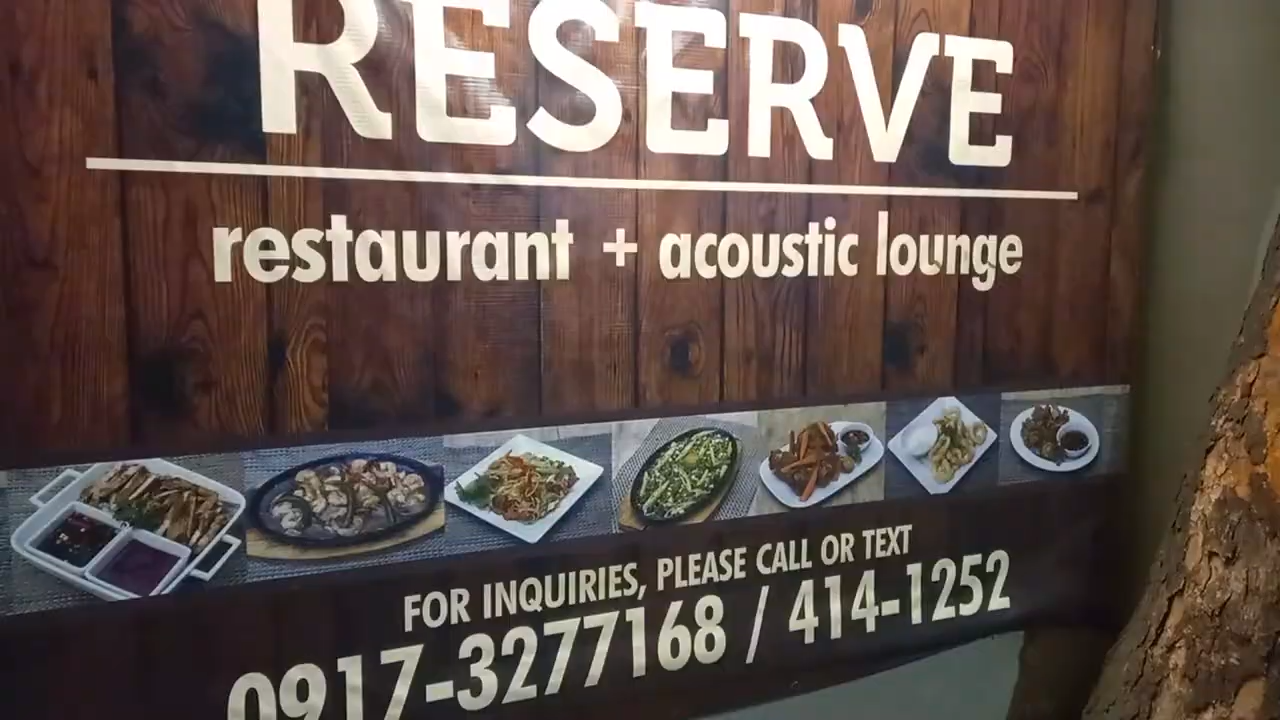 RESERVE
restaurant + acoustic lounge
FOR INQUIRIES, PLEASE CALL OR TEXT
0917-3277168 / 414-1252